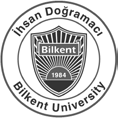 İhsan Doğramacı
Bilkent
1984
Bilkent University